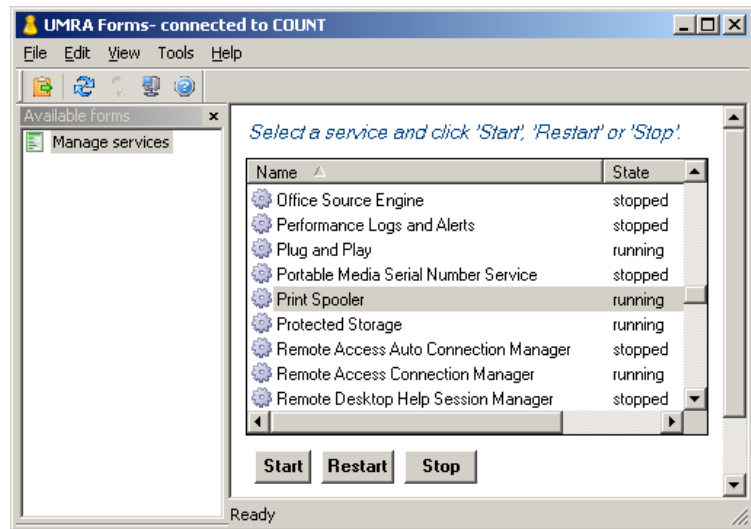 UMRA Forms- connected to COUNT
File Edit View Tools Help
Available forms
Manage services
Select a service and click 'Start', 'Restart' or 'Stop'.
Name State
Office Source Engine stopped
Performance Logs and Alerts stopped
Plug and Play running
Portable Media Serial Number Service stopped
Print Spooler running
Protected Storage running
Remote Access Auto Connection Manager stopped
Remote Access Connection Manager running
Remote Desktop Help Session Manager stopped
Start Restart Stop
Ready